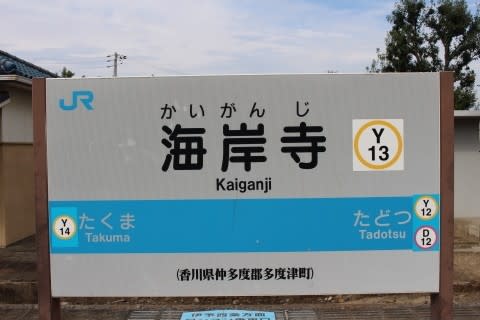 JR
かいがんじ
海岸寺
Y
13
Kaiganji
Y
14
たくま
Takuma
たどつ
Tadotsu
Y
12
D
12
(香川県仲多度郡多度津町)